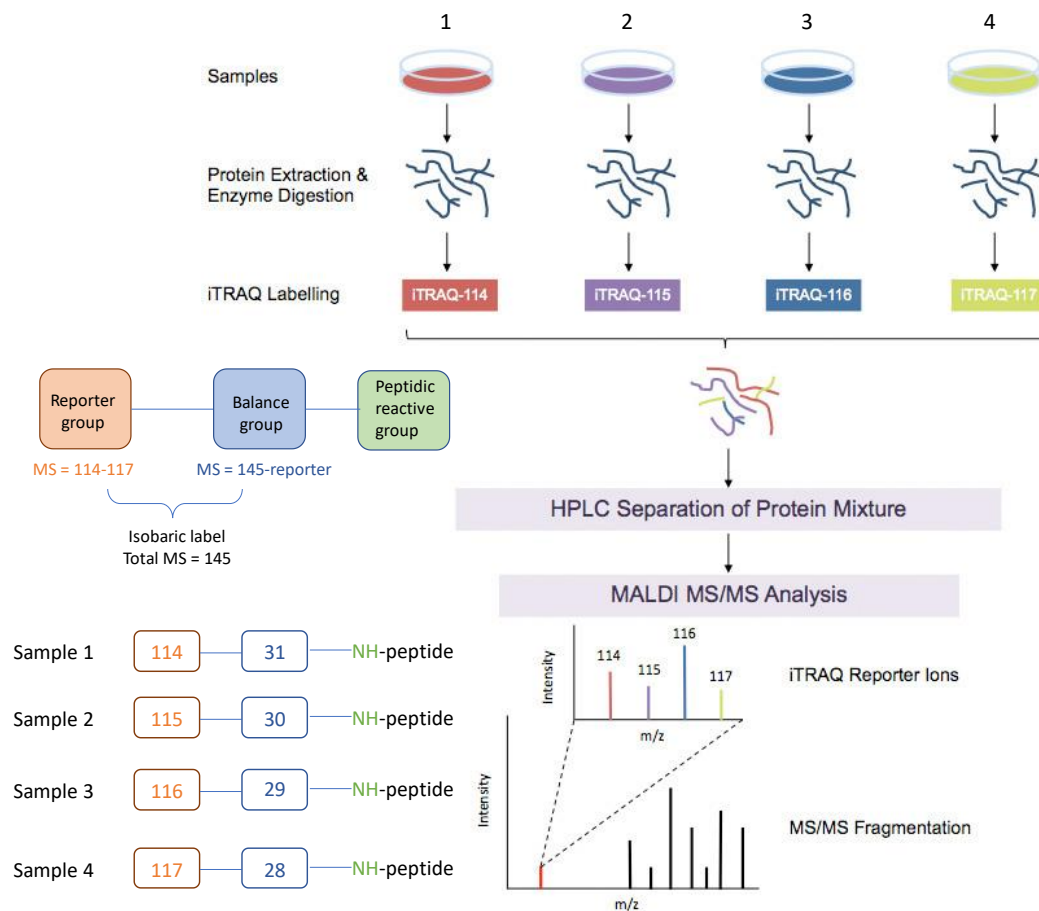 1 2 3 4
Samples
Protein Extraction &
Enzyme Digestion
iTRAQ Labelling
iTRAQ-114 iTRAQ-115 iTRAQ-116 iTRAQ-117
Reporter
group
Balance
group
Peptidic
reactive
group
MS = 114-117
MS = 145-reporter
Isobaric label
Total MS = 145
HPLC Separation of Protein Mixture
MALDI MS/MS Analysis
Sample 1 114 31 NH-peptide
Sample 2 115 30 NH-peptide
Sample 3 116 29 NH-peptide
Sample 4 117 28 NH-peptide
Intensity
114
115
116
117
m/z
iTRAQ Reporter Ions
Intensity
m/z
MS/MS Fragmentation